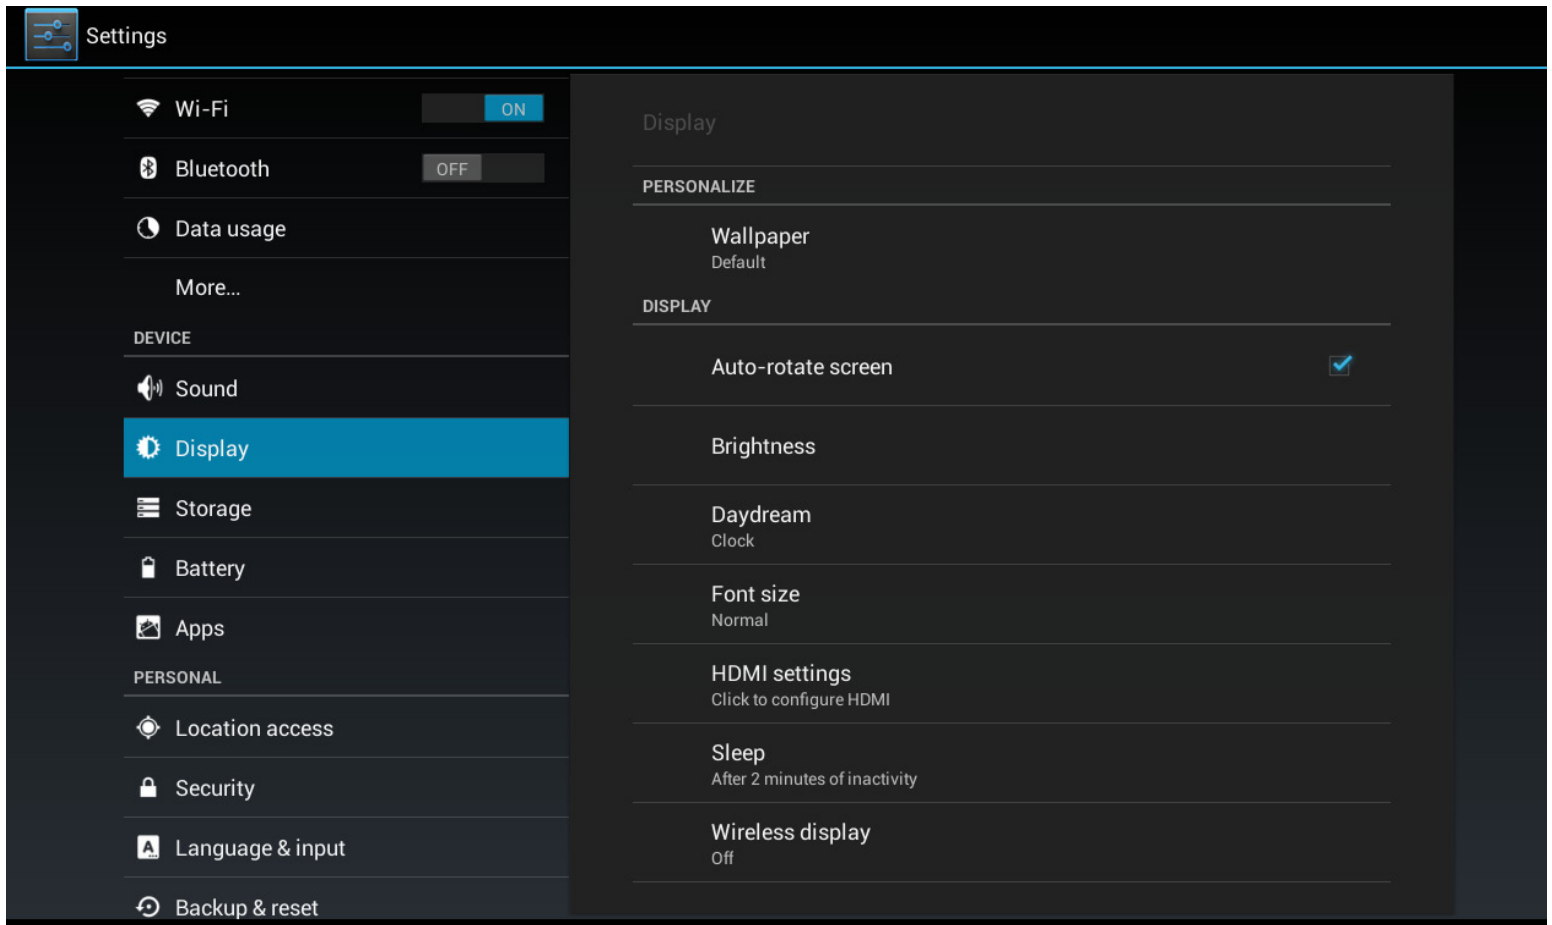 Settings
Wi-Fi
ON
Bluetooth
OFF
Data usage
More...
DEVICE
Sound
Display
Storage
Battery
Apps
PERSONAL
Location access
Security
Language & input
Backup & reset
Display
PERSONALIZE
Wallpaper
Default
DISPLAY
Auto-rotate screen
Brightness
Daydream
Clock
Font size
Normal
HDMI settings
Click to configure HDMI
Sleep
After 2 minutes of inactivity
Wireless display
Off